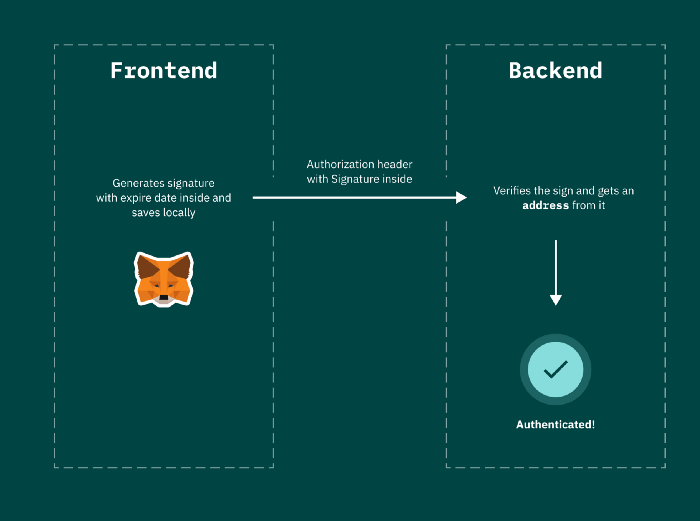 Frontend
Backend
Generates signature
with expire date inside and
saves locally
Authorization header
with Signature inside
Verifies the sign and gets an
address from it
Authenticated!